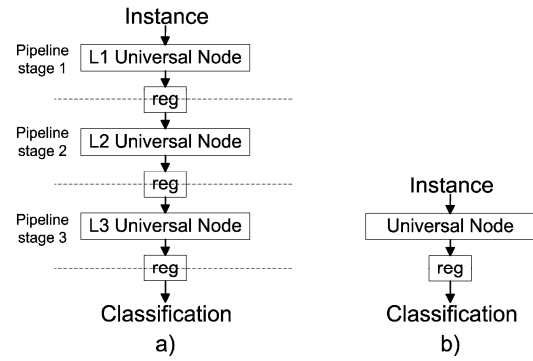 Instance
Pipeline
stage 1
L1 Universal Node
reg
Pipeline
stage 2
L2 Universal Node
reg
Pipeline
stage 3
L3 Universal Node
reg
Classification
a)
Instance
Universal Node
reg
Classification
b)